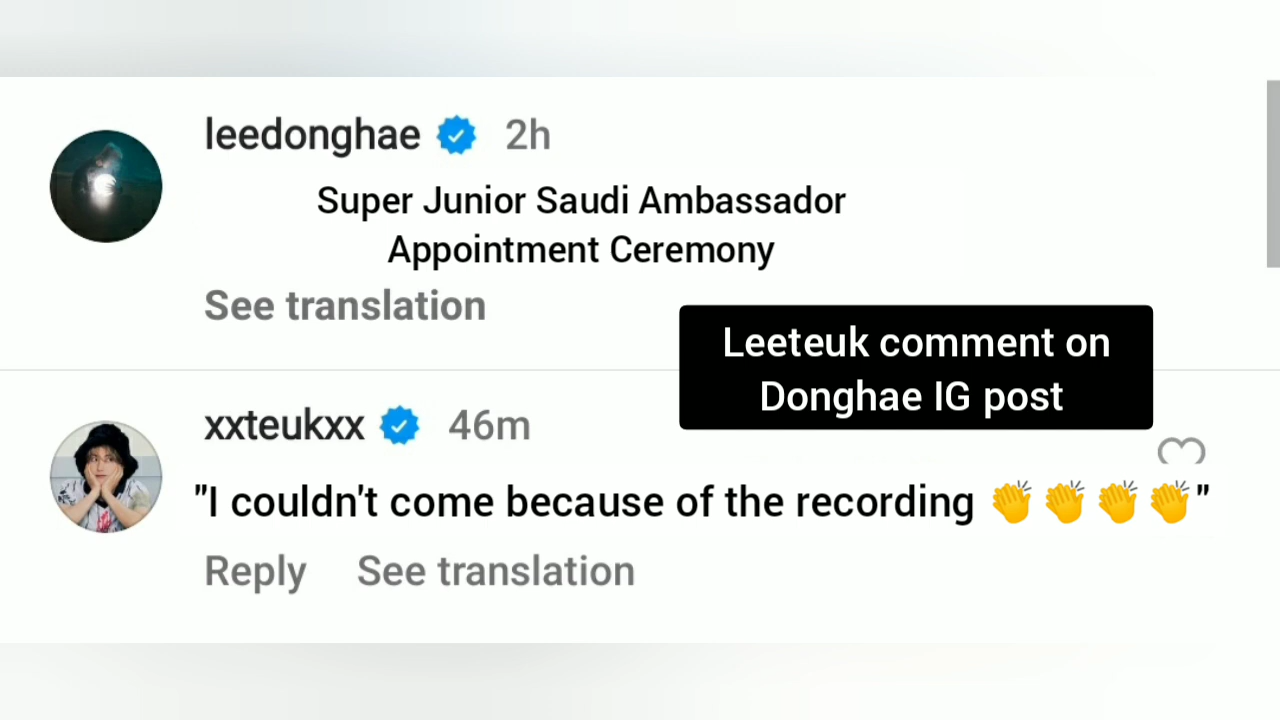 leedonghae 2h
Super Junior Saudi Ambassador
Appointment Ceremony
See translation
Leeteuk comment on
Donghae IG post
xxteukxx 46m
"I couldn't come because of the recording 👏👏👏👏"
Reply See translation